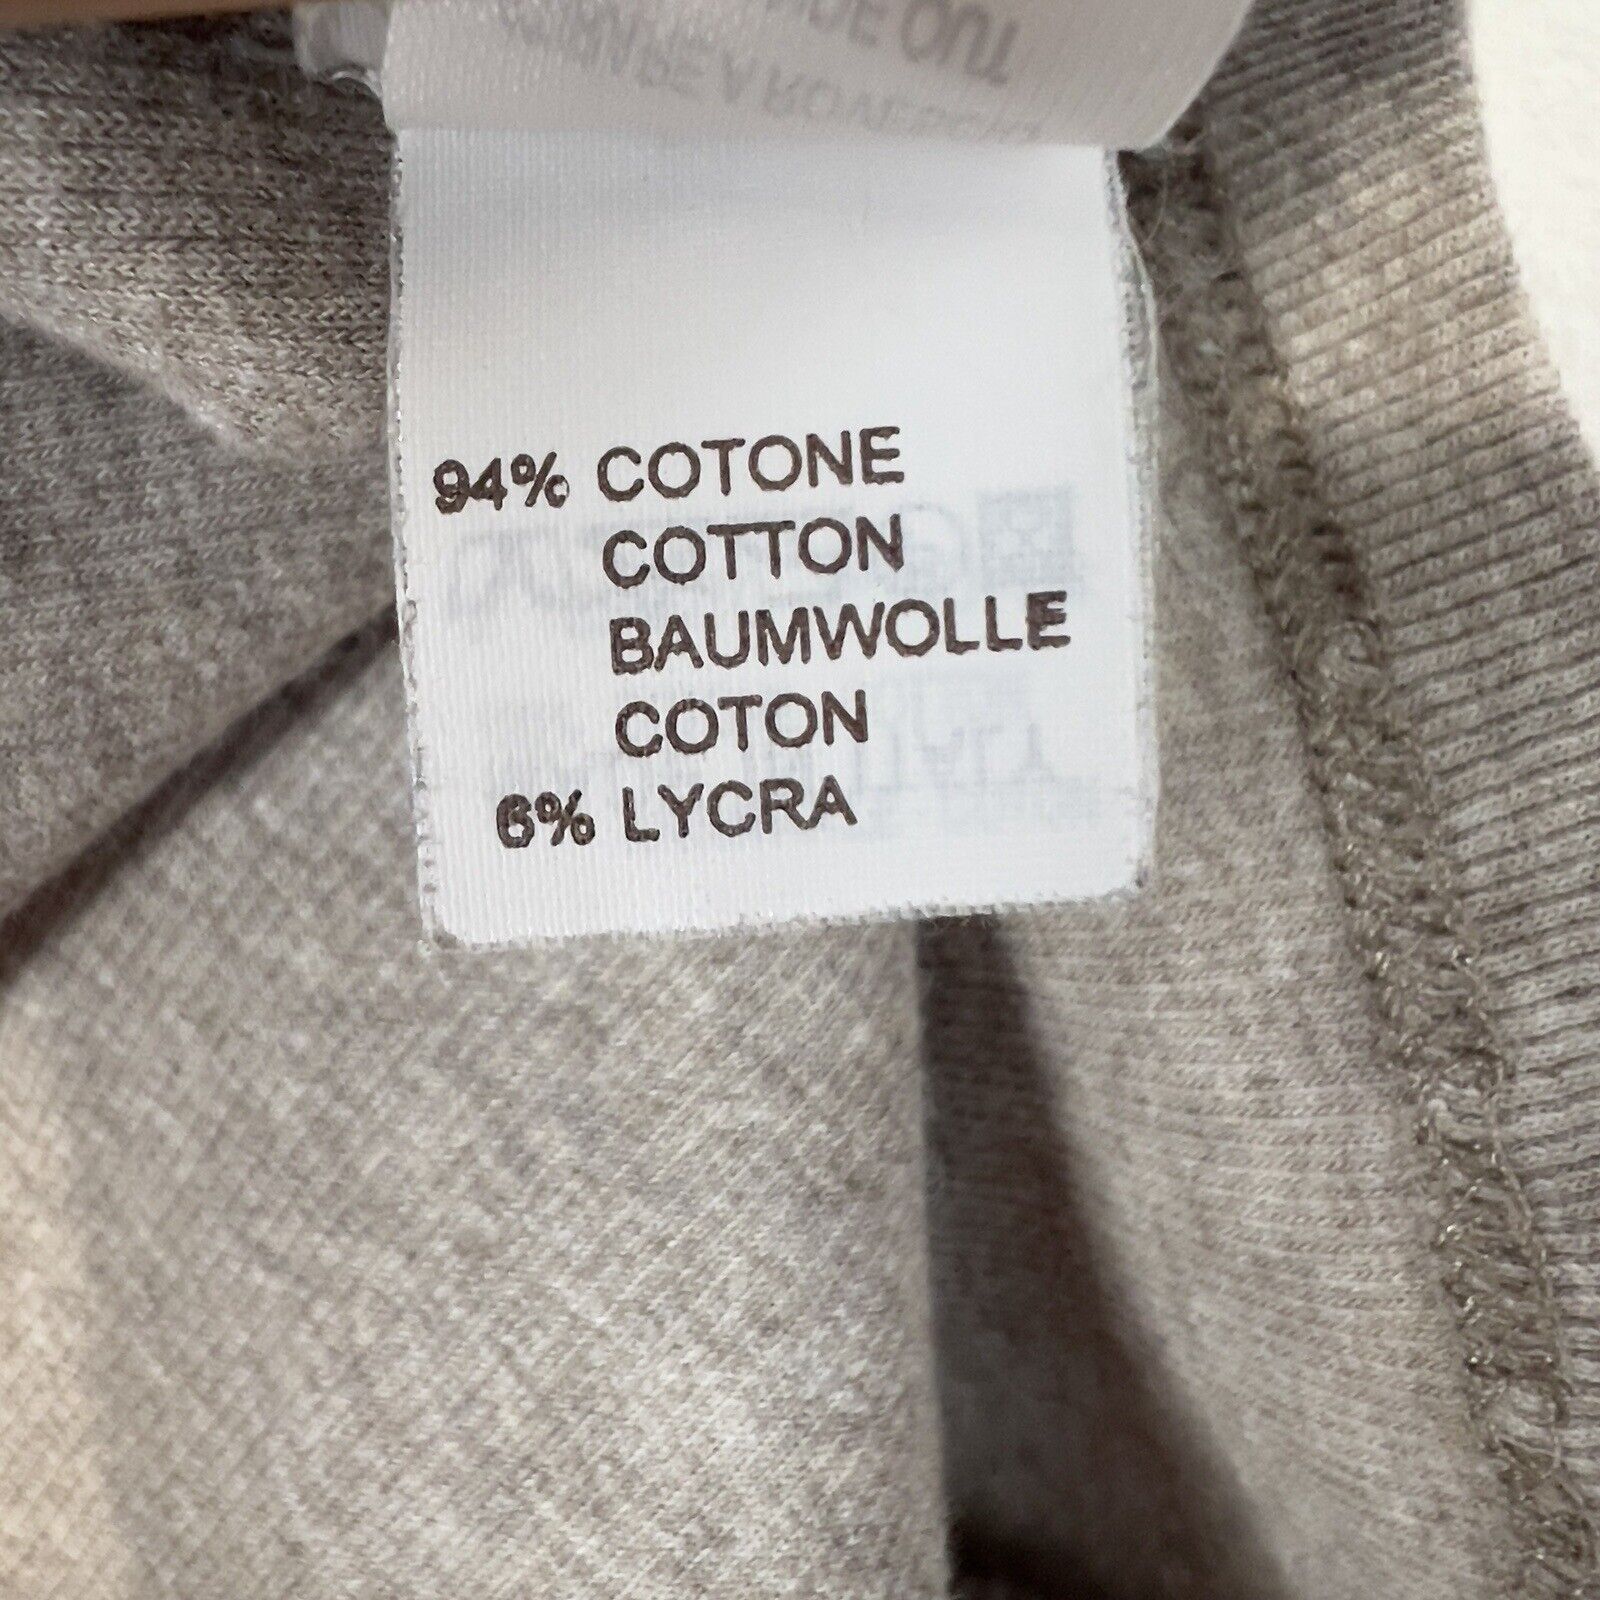 94% COTONE
COTTON
BAUMWOLLE
COTON
6% LYCRA